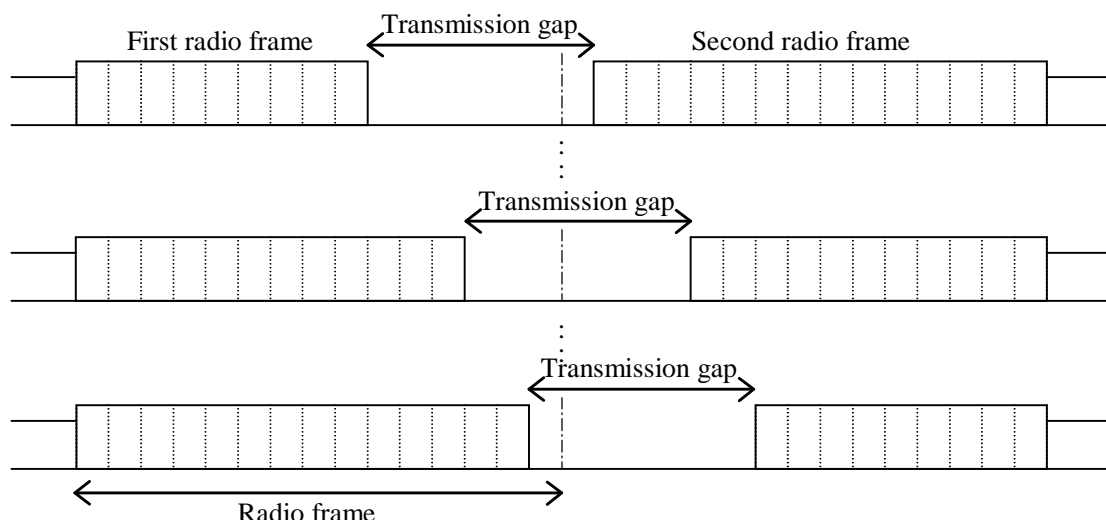 Transmission gap
First radio frame
Second radio frame
Transmission gap
Transmission gap
Radio frame